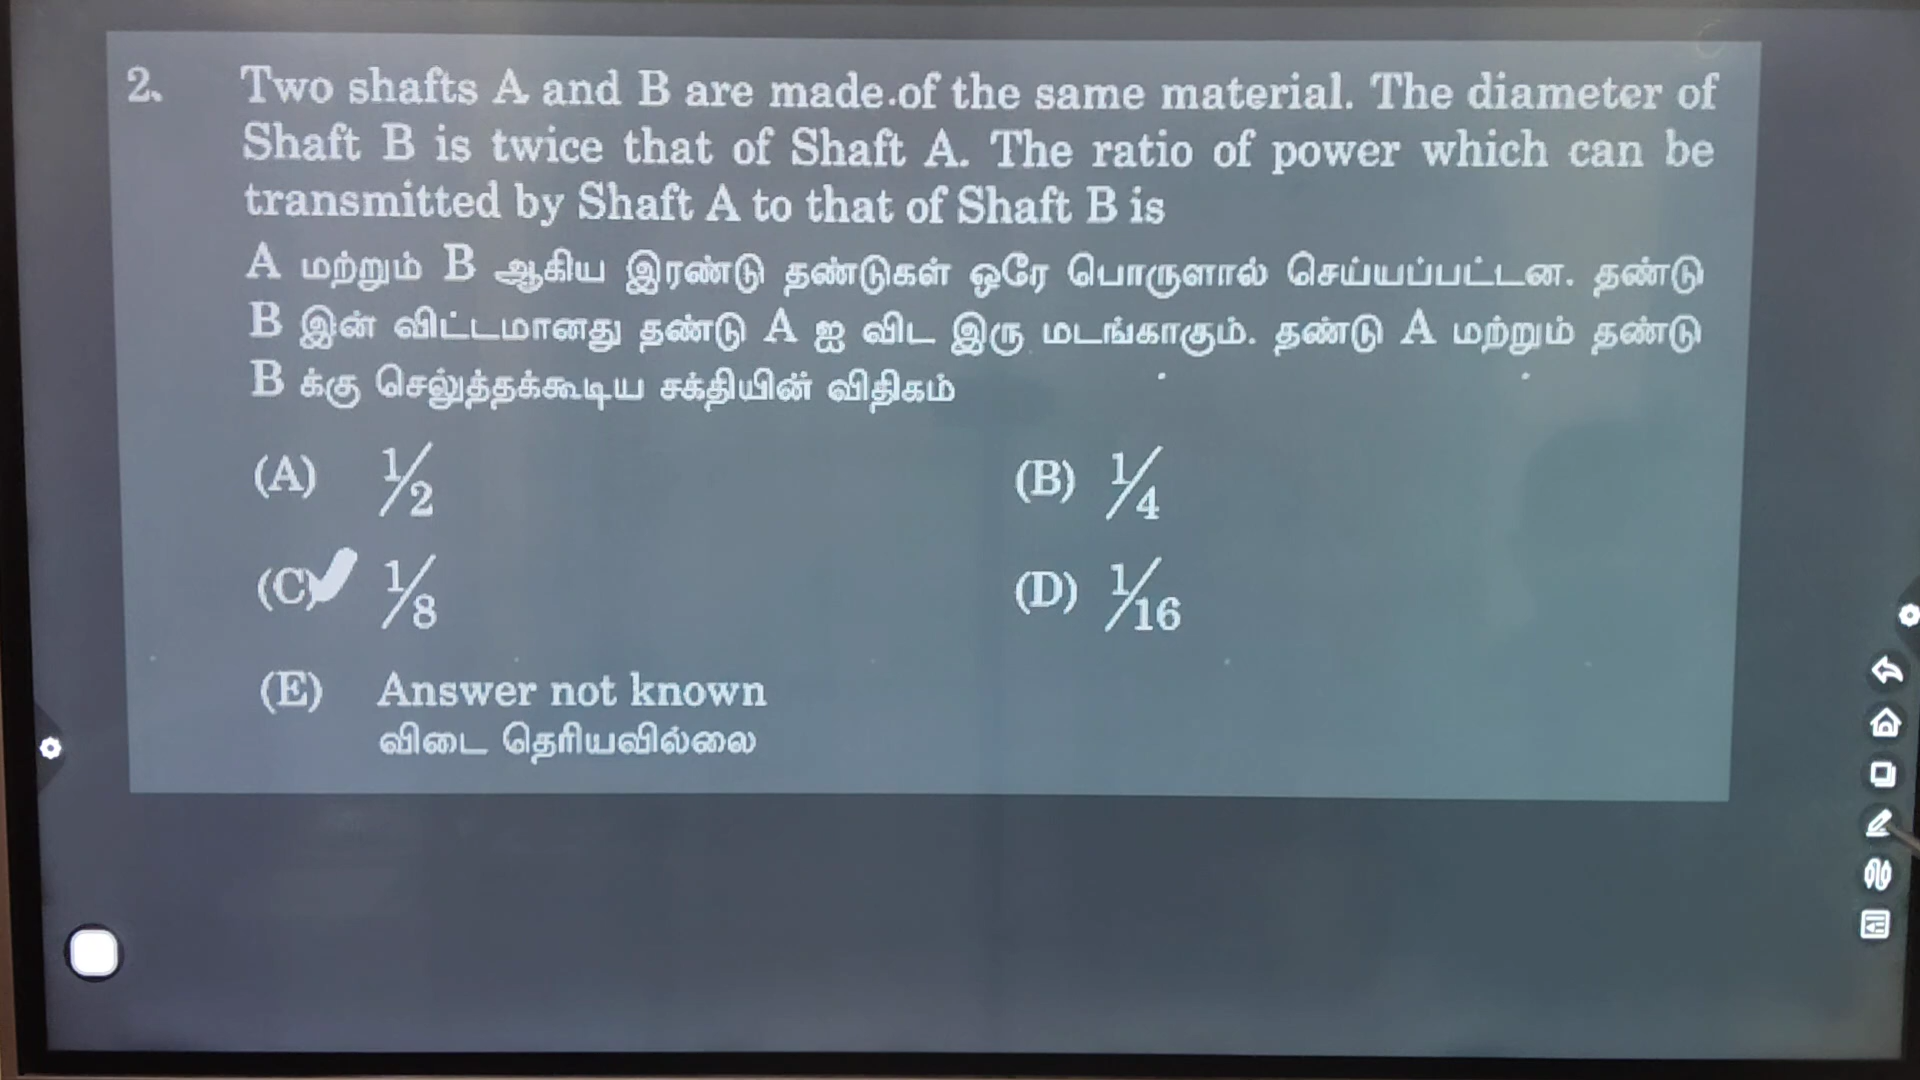 2. Two shafts A and B are made of the same material. The diameter of
Shaft B is twice that of Shaft A. The ratio of power which can be
transmitted by Shaft A to that of Shaft B is
A மற்றும் B ஆகிய இரண்டு தண்டுகள் ஒரே பொருளால் செய்யப்பட்டன. தண்டு
B இன் விட்டமானது தண்டு A ஐ விட இரு மடங்காகும். தண்டு A மற்றும் தண்டு
B க்கு செலுத்தக்கூடிய சக்தியின் விதிகம்
(A) 1/2 (B) 1/4
(C) 1/8 (D) 1/16
(E) Answer not known
விடை தெரியவில்லை